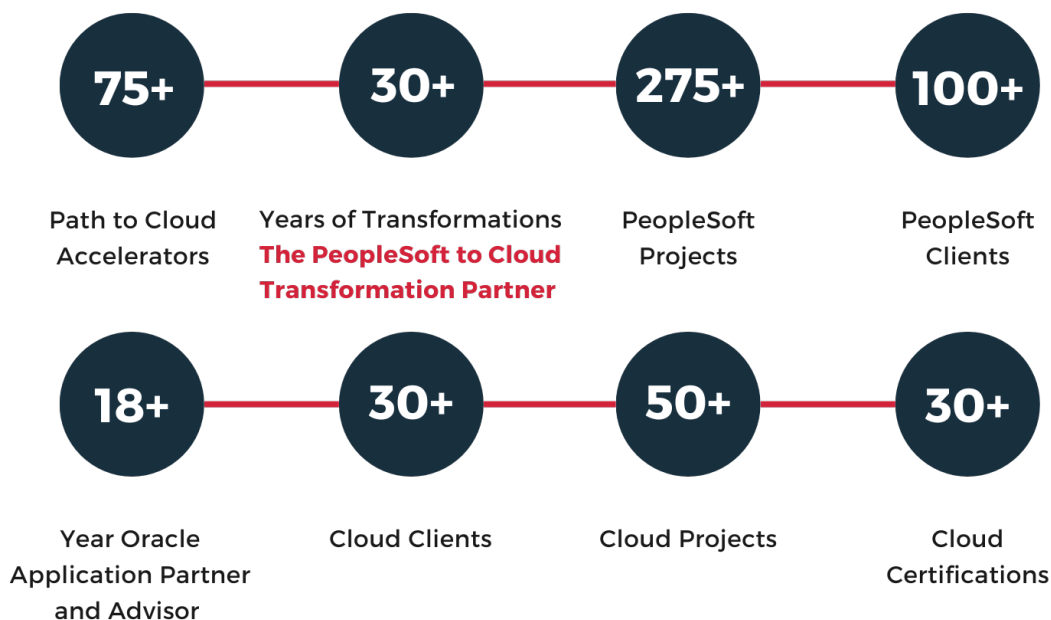 75+
30+
275+
100+
Path to Cloud
Accelerators
Years of Transformations
The PeopleSoft to Cloud
Transformation Partner
PeopleSoft
Projects
PeopleSoft
Clients
18+
30+
50+
30+
Year Oracle
Application Partner
and Advisor
Cloud Clients
Cloud Projects
Cloud
Certifications